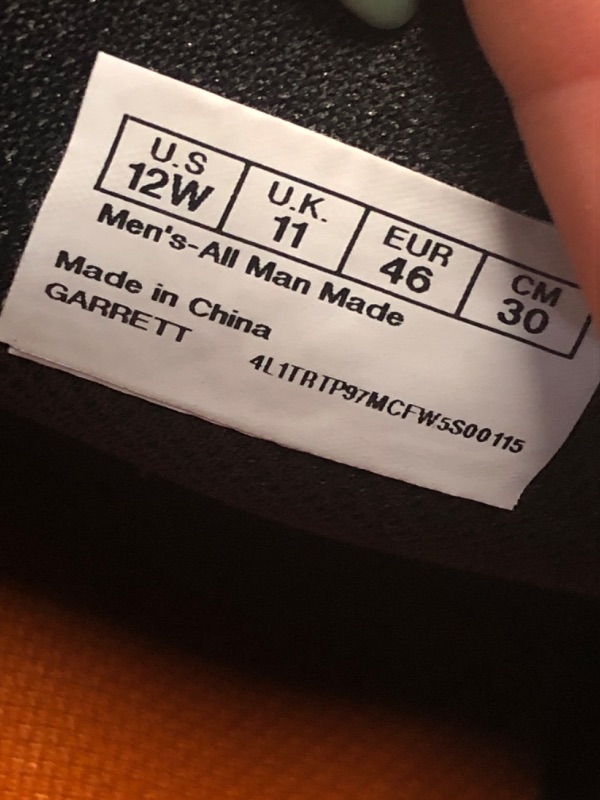 U.S U.K. EUR CM
12W 11 46 30
Men's-All Man Made
Made in China
GARRETT
4L1TRTP97MCFW5S00115